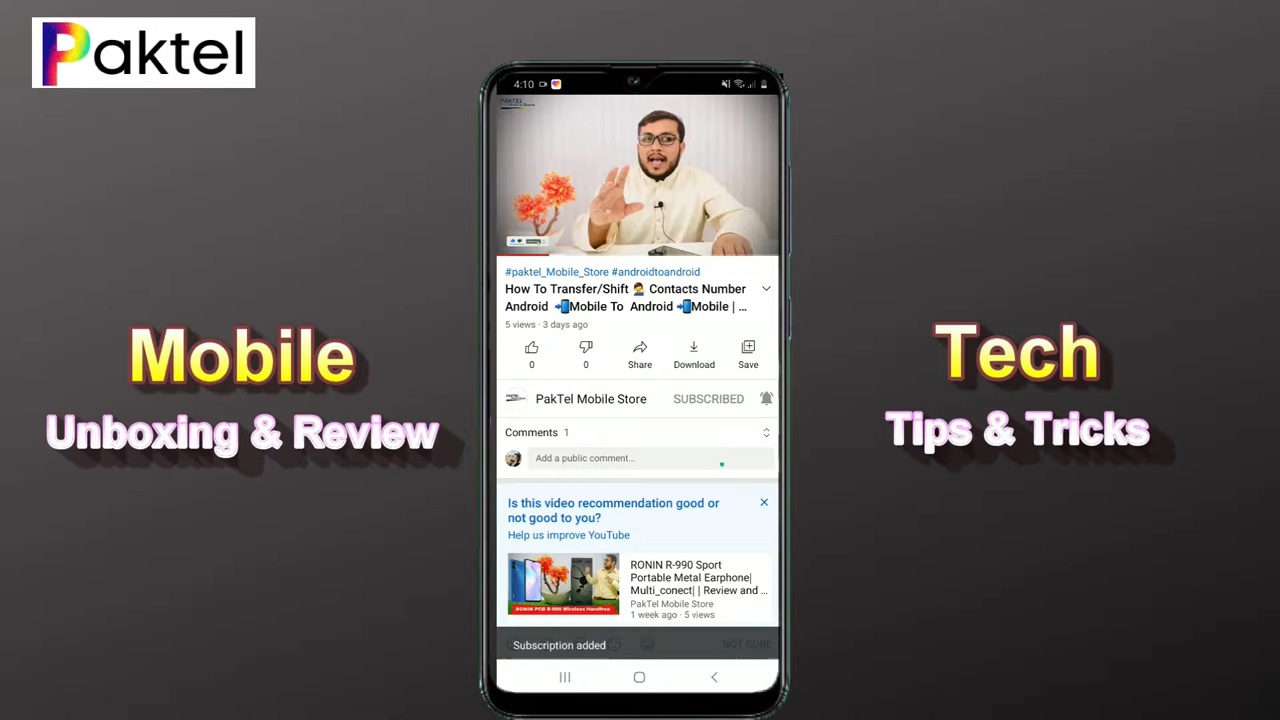 Paktel
4:10
PAKTEL
#paktel_Mobile_Store #androidtoandroid
How To Transfer/Shift 🤷‍♂️ Contacts Number
Android 📲Mobile To Android 📲Mobile | ...
5 views · 3 days ago
0
0
Share
Download
Save
PakTel Mobile Store
SUBSCRIBED
Comments 1
Add a public comment...
Is this video recommendation good or
not good to you?
Help us improve YouTube
RONIN R-990 Sport
Portable Metal Earphone|
Multi_conect| | Review and ...
PakTel Mobile Store
1 week ago · 5 views
NOT SURE
Subscription added
Mobile
Unboxing & Review
Tech
Tips & Tricks